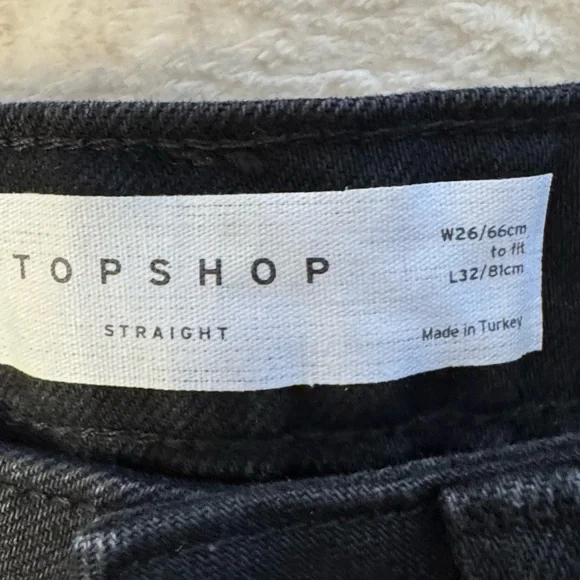 TOPSHOP
STRAIGHT
W26/66cm
to fit
L32/81cm
Made in Turkey